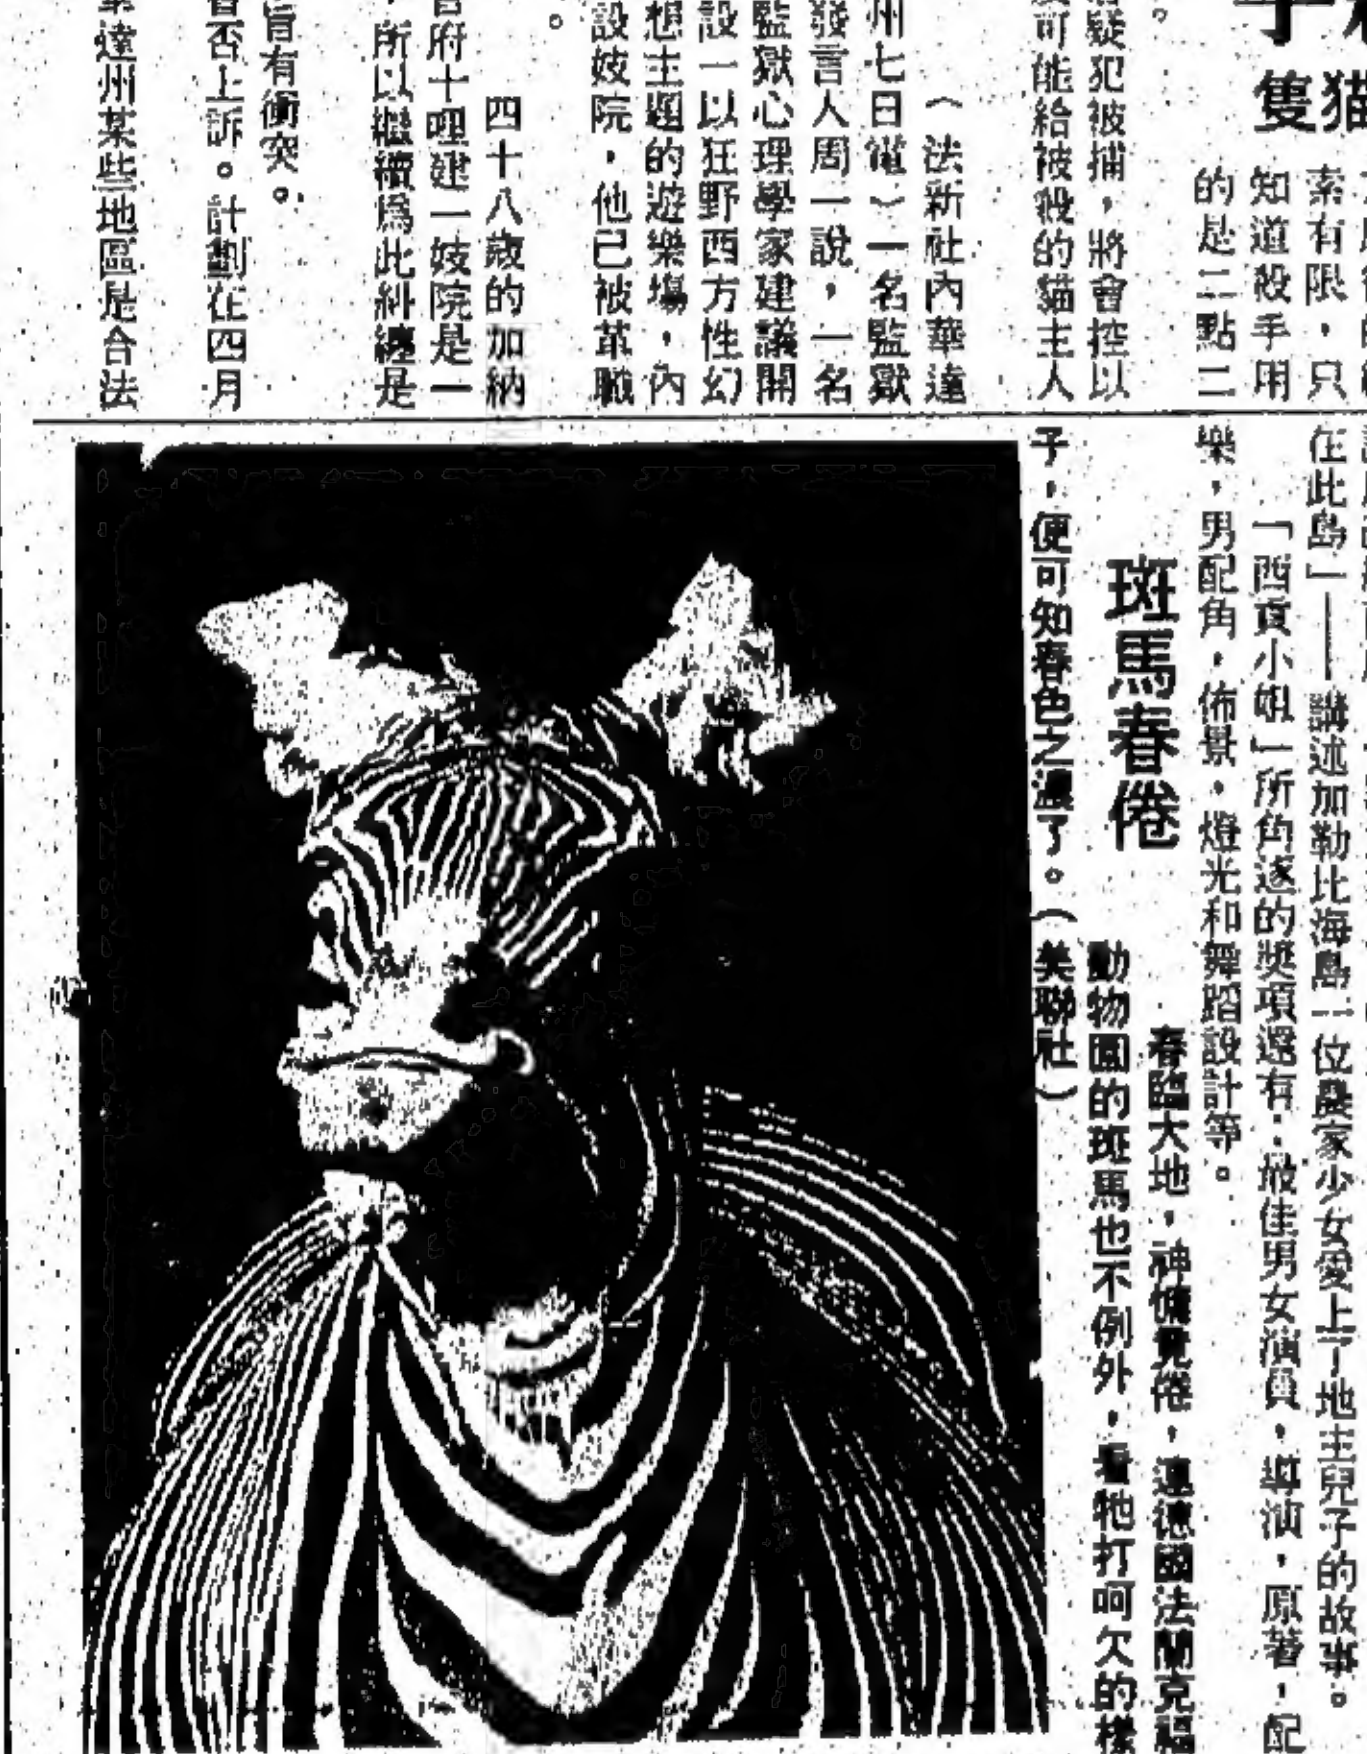 猫
隻
索有限，只
知道殺手用
的是二點二
疑犯被捕，將會控以
可能給被殺的貓主人
。
（法新社內華達
州七日電）一名監獄
發言人周一說，一名
監獄心理學家建議開
設一以狂野西方性幻
想主題的遊樂場，內
設妓院，他已被革職
。
四十八歲的加納
府十哩建一妓院是一
，所以繼續爲此糾纏是
有衝突。
否上訴。計劃在四月
達州某些地區是合法
在此島」——講述加勒比海島一位農家少女愛上了地主兒子的故事。
「西貢小姐」所角逐的獎項還有：最佳男女演員，導演，原著，配
樂，男配角，佈景，燈光和舞蹈設計等。
斑馬春倦
春臨大地，神慵覺倦，連德國法蘭克福
動物園的斑馬也不例外，看牠打呵欠的樣
子，便可知春色之濃了。（美聯社）